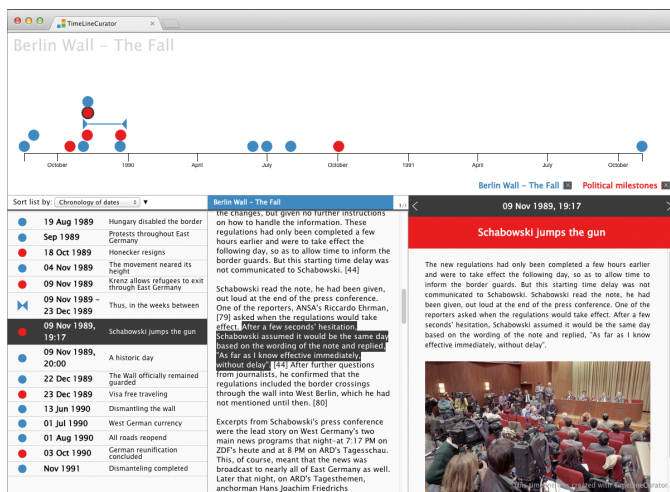 TimeLineCurator
Berlin Wall – The Fall
October
1990
April
July
October
1991
April
July
October
Berlin Wall – The Fall
Political milestones
Sort list by: Chronology of dates
19 Aug 1989 Hungary disabled the border
Sep 1989 Protests throughout East
Germany
18 Oct 1989 Honecker resigns
04 Nov 1989 The movement neared its
height
09 Nov 1989 Krenz allows refugees to exit
through East Germany
09 Nov 1989 –
23 Dec 1989 Thus, in the weeks between
09 Nov 1989,
19:17 Schabowski jumps the gun
09 Nov 1989,
20:00 A historic day
22 Dec 1989 The Wall officially remained
guarded
23 Dec 1989 Visa free traveling
13 Jun 1990 Dismantling the wall
01 Jul 1990 West German currency
01 Aug 1990 All roads reopend
03 Oct 1990 German reunification
concluded
Nov 1991 Dismanteling completed
Berlin Wall – The Fall
1/1
the changes, but given no further instructions
on how to handle the information. These
regulations had only been completed a few
hours earlier and were to take effect the
following day, so as to allow time to inform the
border guards. But this starting time delay was
not communicated to Schabowski. [44]
Schabowski read the note, he had been given,
out loud at the end of the press conference.
One of the reporters, ANSA's Riccardo Ehrman,
[79] asked when the regulations would take
effect. After a few seconds' hesitation,
Schabowski assumed it would be the same day
based on the wording of the note and replied,
"As far as I know effective immediately,
without delay". [44] After further questions
from journalists, he confirmed that the
regulations included the border crossings
through the wall into West Berlin, which he had
not mentioned until then. [80]
Excerpts from Schabowski's press conference
were the lead story on West Germany's two
main news programs that night–at 7:17 PM on
ZDF's heute and at 8 PM on ARD's Tagesschau.
This, of course, meant that the news was
broadcast to nearly all of East Germany as well.
Later that night, on ARD's Tagesthemen,
anchorman Hans Joachim Friedrichs
09 Nov 1989, 19:17
Schabowski jumps the gun
The new regulations had only been completed a few hours earlier
and were to take effect the following day, so as to allow time to
inform the border guards. But this starting time delay was not
communicated to Schabowski. Schabowski read the note, he had
been given, out loud at the end of the press conference. One of the
reporters asked when the regulations would take effect. After a few
seconds' hesitation, Schabowski assumed it would be the same day
based on the wording of the note and replied, "As far as I know
effective immediately, without delay".
This timeline was created with TimeLineCurator.